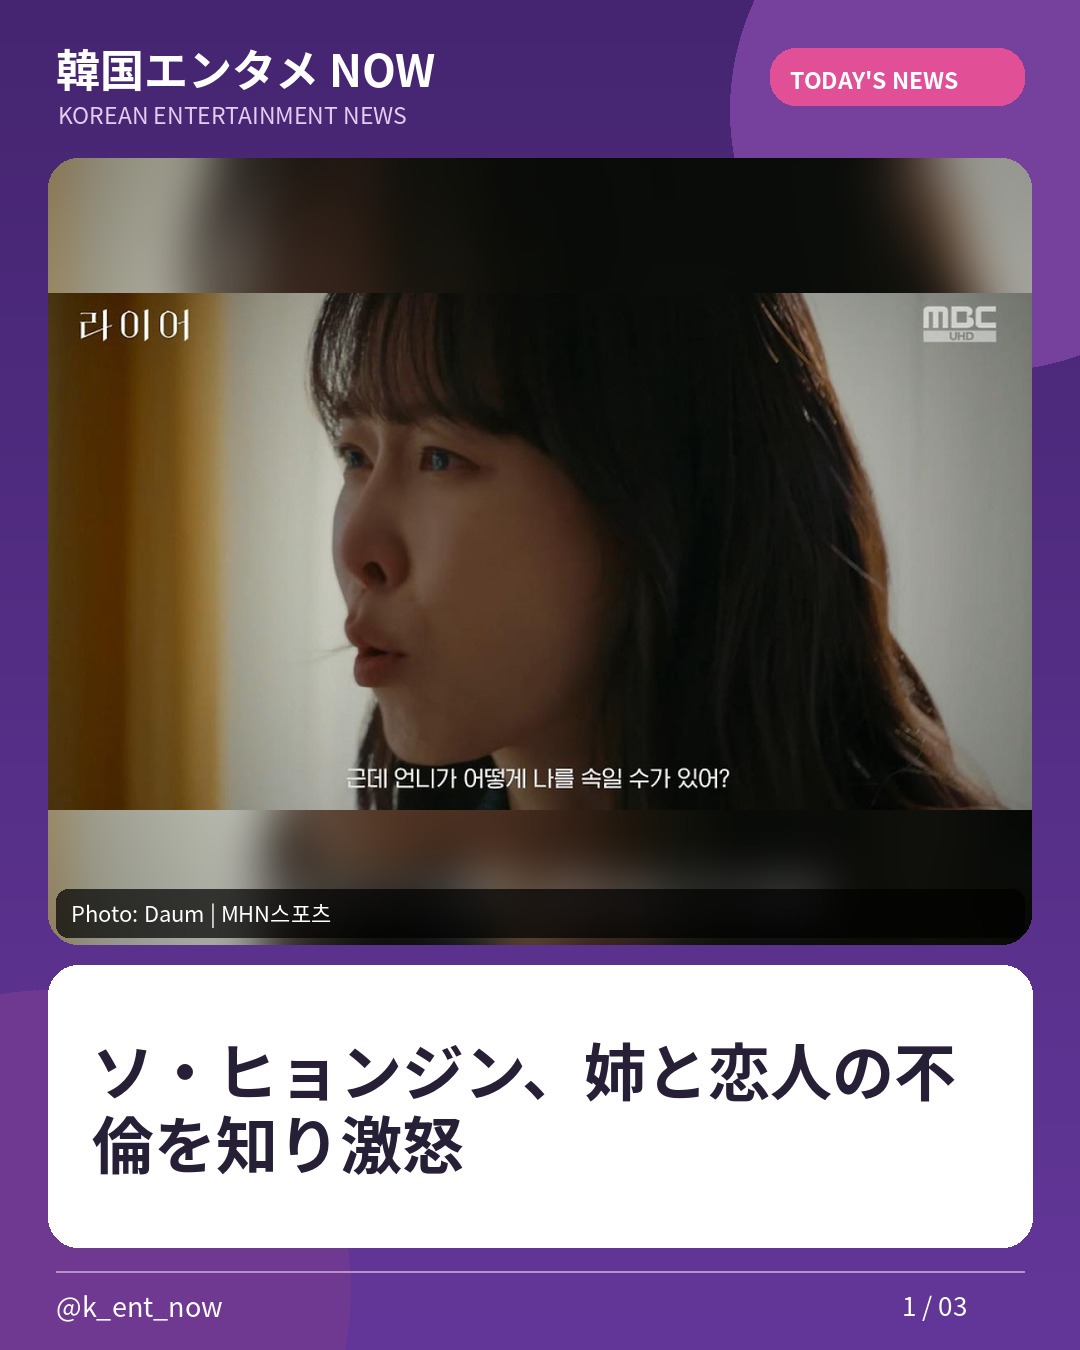 韓国エンタメ NOW
KOREAN ENTERTAINMENT NEWS
TODAY'S NEWS
라이어
MBC
UHD
근데 언니가 어떻게 나를 속일 수가 있어?
Photo: Daum | MHN스포츠
ソ・ヒョンジン、姉と恋人の不
倫を知り激怒
@k_ent_now
1 / 03